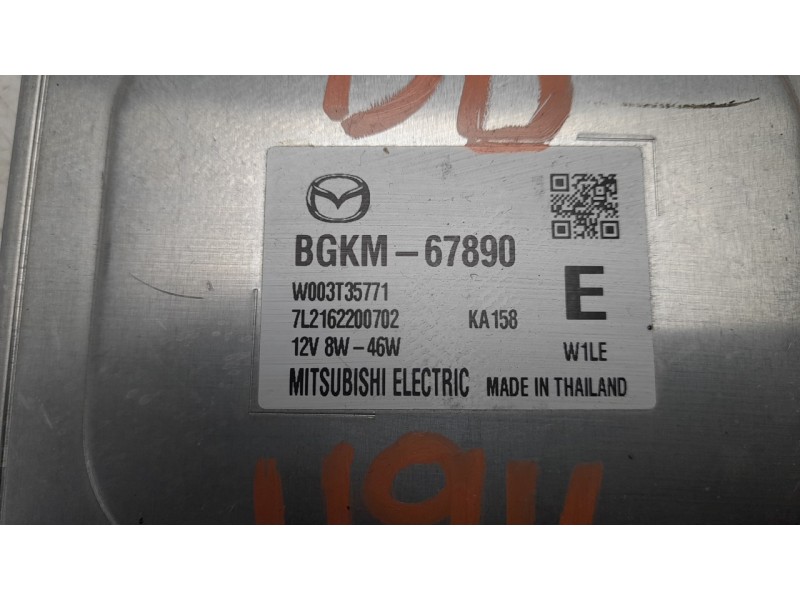 BGKM-67890
W003T35771
7L2162200702 KA158
E
12V 8W-46W W1LE
MITSUBISHI ELECTRIC MADE IN THAILAND